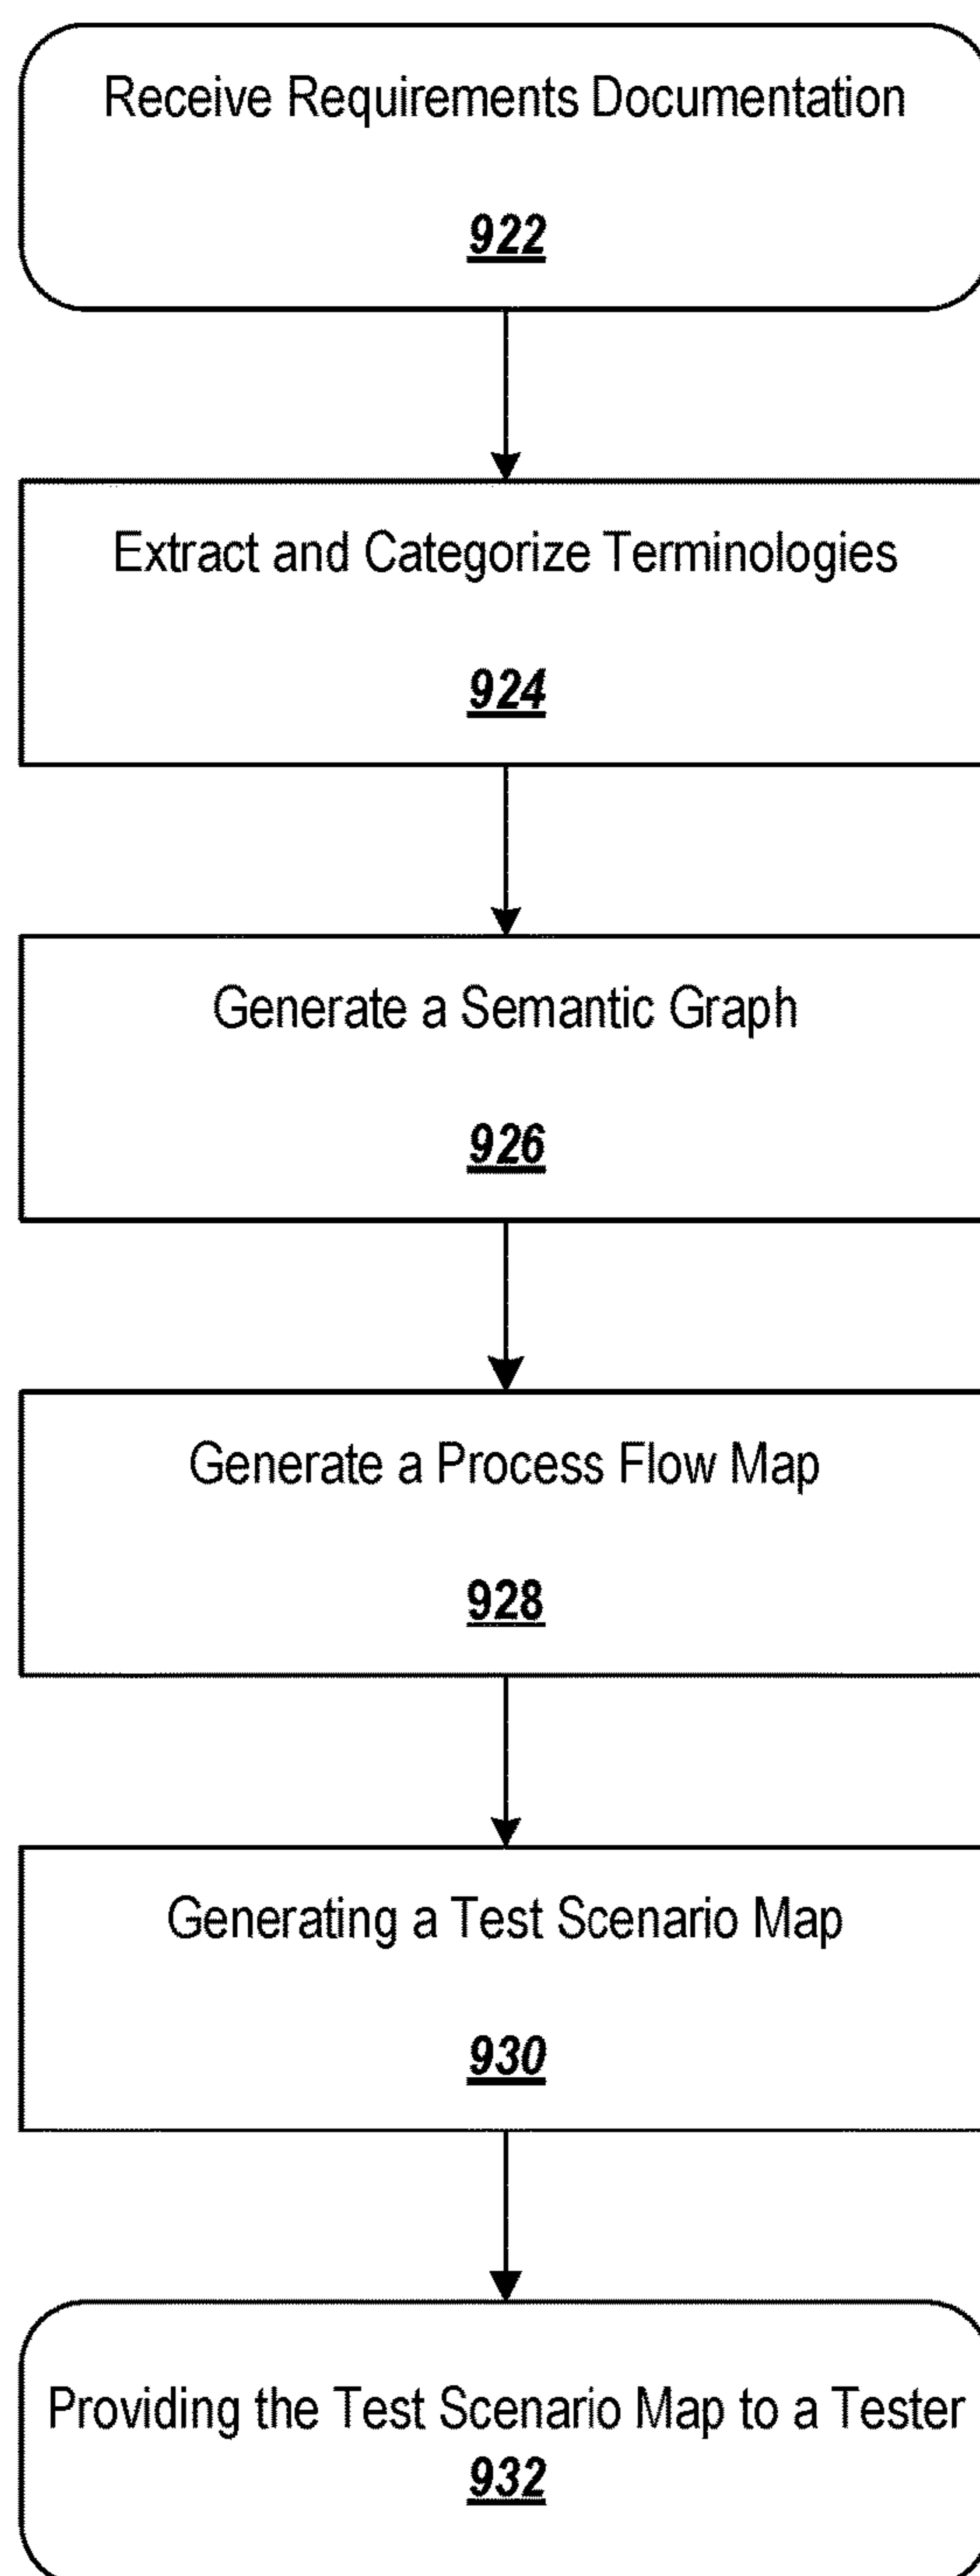 Receive Requirements Documentation
922
Extract and Categorize Terminologies
924
Generate a Semantic Graph
926
Generate a Process Flow Map
928
Generating a Test Scenario Map
930
Providing the Test Scenario Map to a Tester
932